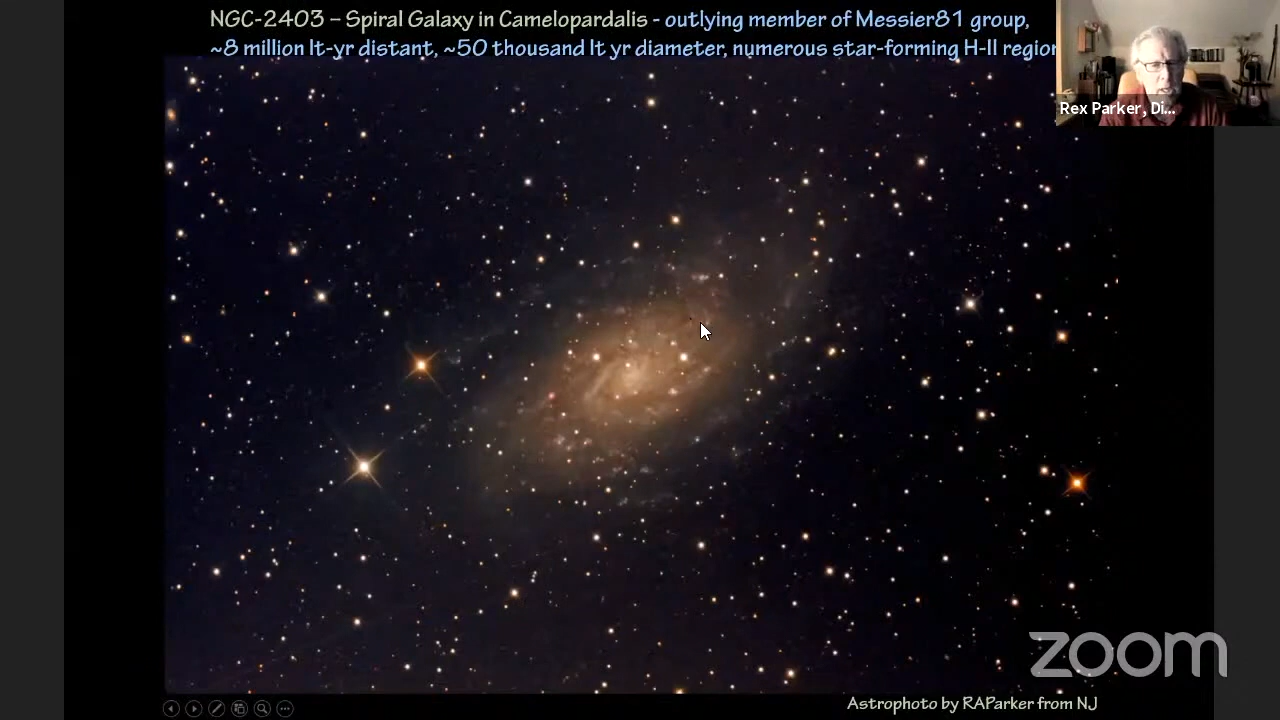 NGC-2403 – Spiral Galaxy in Camelopardalis - outlying member of Messier81 group,
~8 million lt-yr distant, ~50 thousand lt yr diameter, numerous star-forming H-II region
Rex Parker, Di...
zoom
Astrophoto by RAParker from NJ